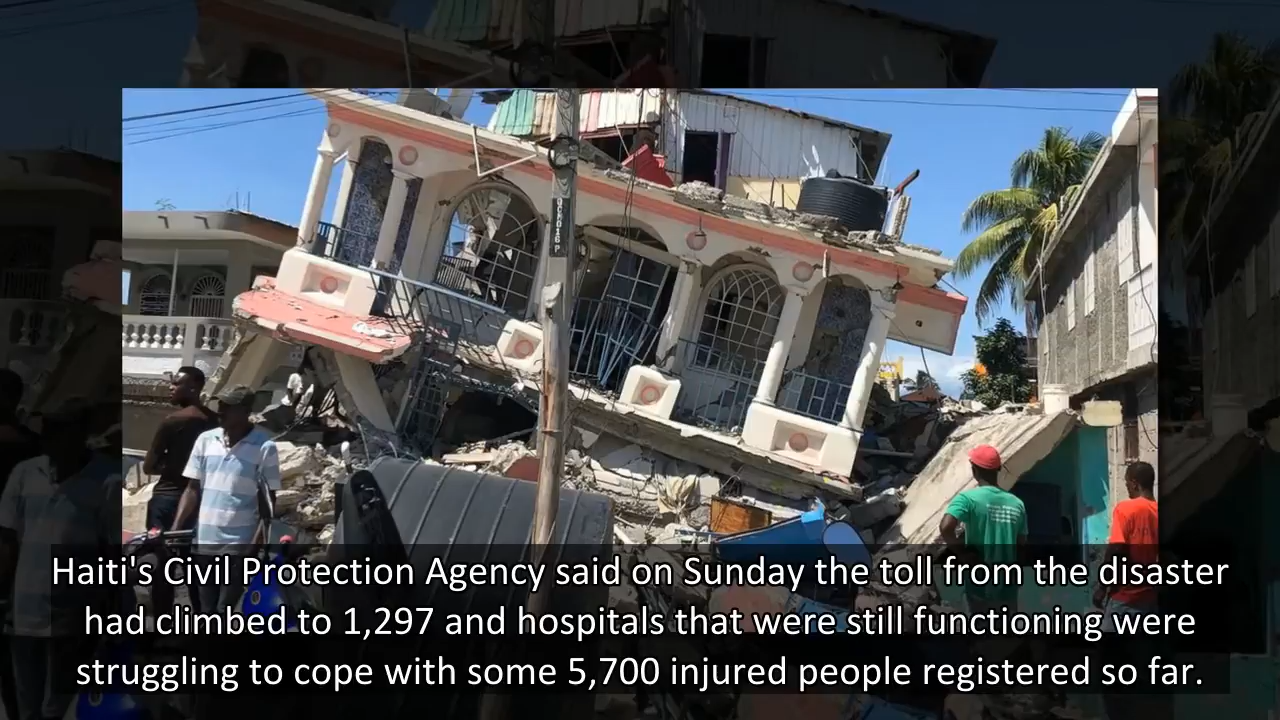 Haiti's Civil Protection Agency said on Sunday the toll from the disaster
had climbed to 1,297 and hospitals that were still functioning were
struggling to cope with some 5,700 injured people registered so far.